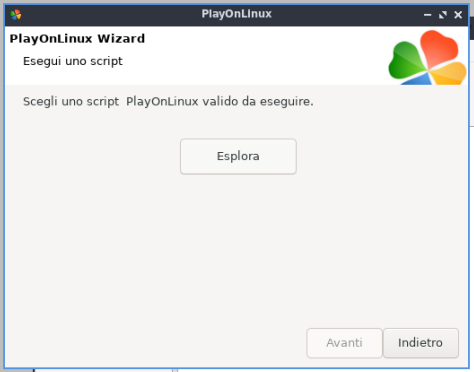 PlayOnLinux
PlayOnLinux Wizard
Esegui uno script
Scegli uno script  PlayOnLinux valido da eseguire.
Esplora
Avanti
Indietro